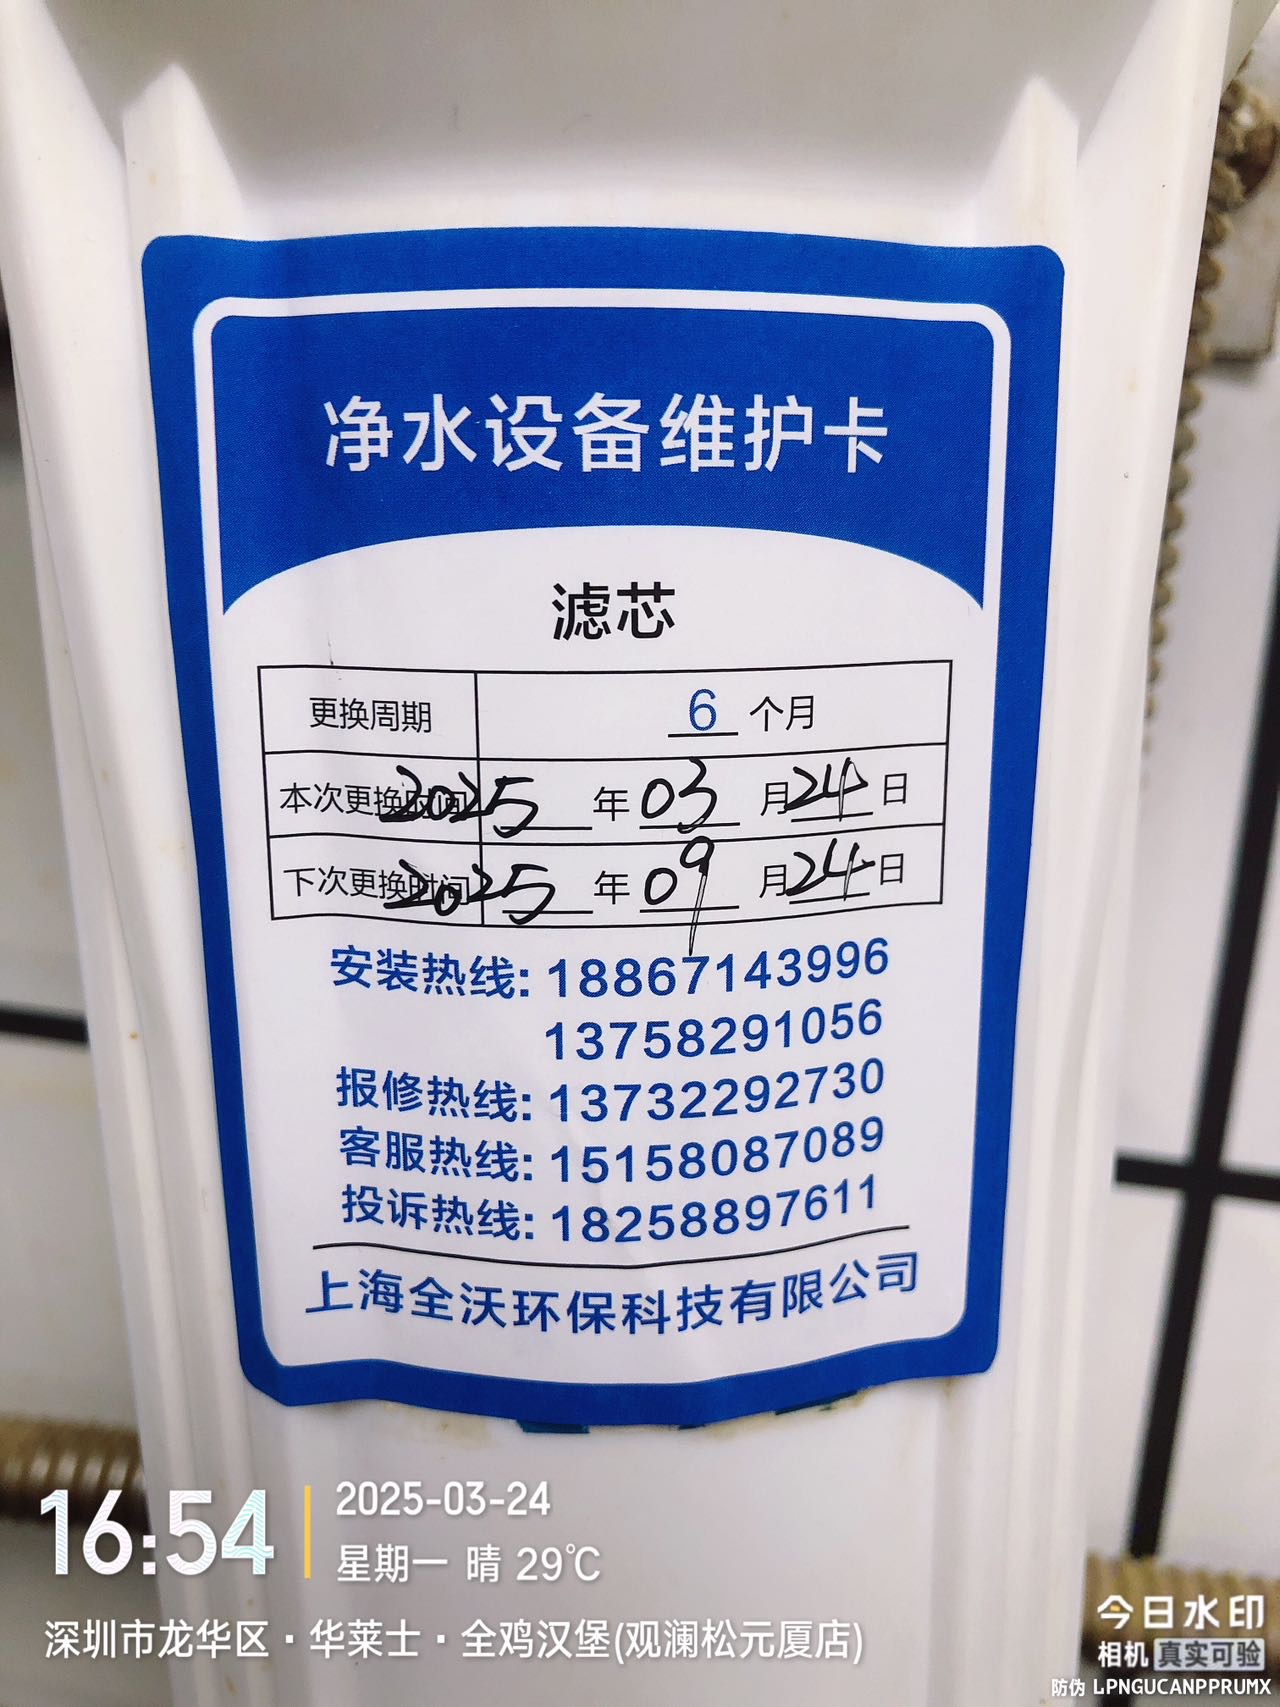 净水设备维护卡
滤芯
更换周期 6 个月
本次更换时间 2025 年 03 月 24 日
下次更换时间 2025 年 09 月 24 日
安装热线: 18867143996
13758291056
报修热线: 13732292730
客服热线: 15158087089
投诉热线: 18258897611
上海全沃环保科技有限公司
16:54 2025-03-24
星期一 晴 29℃
深圳市龙华区·华莱士·全鸡汉堡(观澜松元厦店)
今日水印
相机 真实可验
防伪 LPNGUCANPPRUMX